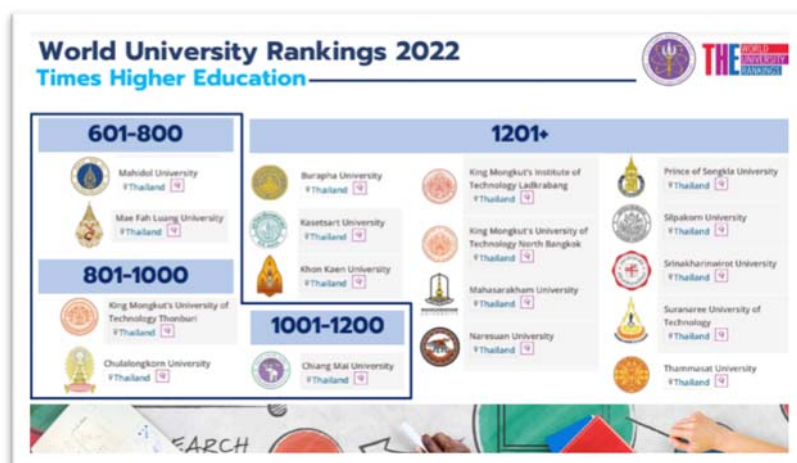 World University Rankings 2022
Times Higher Education
THE WORLD
UNIVERSITY
RANKINGS
601-800
Mahidol University
Thailand
Mae Fah Luang University
Thailand
801-1000
King Mongkut's University of
Technology Thonburi
Thailand
Chulalongkorn University
Thailand
1001-1200
Chiang Mai University
Thailand
1201+
Burapha University
Thailand
Kasetsart University
Thailand
Khon Kaen University
Thailand
King Mongkut's Institute of
Technology Ladkrabang
Thailand
King Mongkut's University of
Technology North Bangkok
Thailand
Mahasarakham University
Thailand
Naresuan University
Thailand
Prince of Songkla University
Thailand
Silpakorn University
Thailand
Srinakharinwirot University
Thailand
Suranaree University of
Technology
Thailand
Thammasat University
Thailand
EARCH